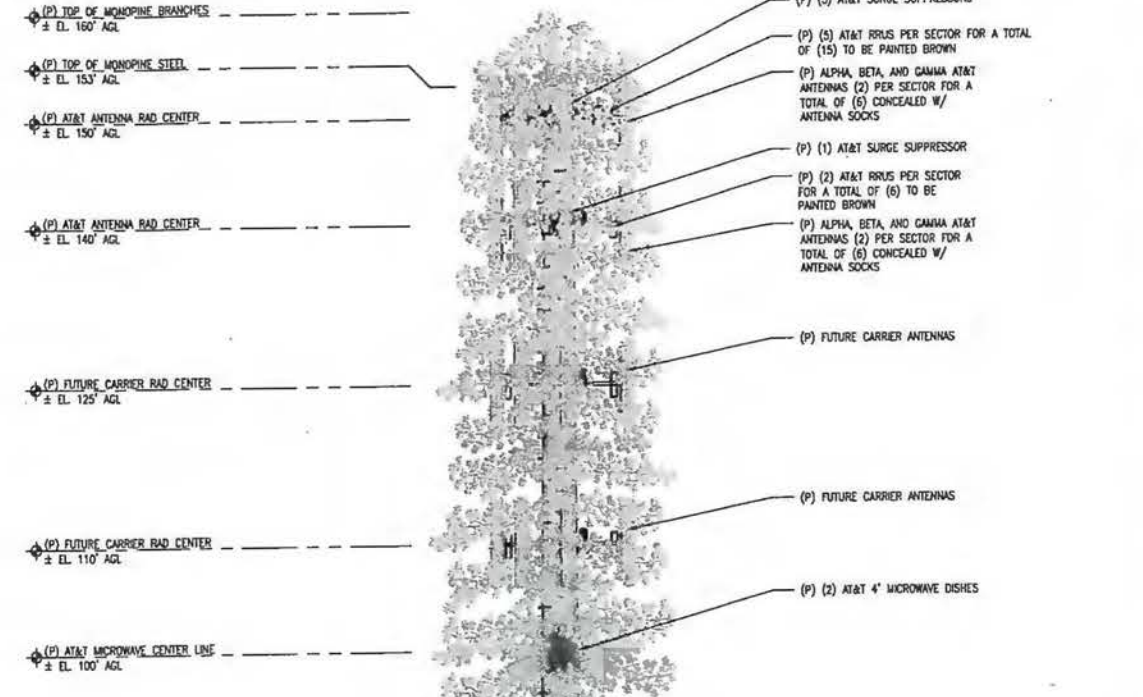 (P) TOP OF MONOPINE BRANCHES
± EL. 160' AGL
(P) TOP OF MONOPINE STEEL
± EL. 153' AGL
(P) AT&T ANTENNA RAD CENTER
± EL. 150' AGL
(P) AT&T ANTENNA RAD CENTER
± EL. 140' AGL
(P) FUTURE CARRIER RAD CENTER
± EL. 125' AGL
(P) FUTURE CARRIER RAD CENTER
± EL. 110' AGL
(P) AT&T MICROWAVE CENTER LINE
± EL. 100' AGL
(P) (3) AT&T SURGE SUPPRESSORS
(P) (5) AT&T RRUS PER SECTOR FOR A TOTAL
OF (15) TO BE PAINTED BROWN
(P) ALPHA, BETA, AND GAMMA AT&T
ANTENNAS (2) PER SECTOR FOR A
TOTAL OF (6) CONCEALED W/
ANTENNA SOCKS
(P) (1) AT&T SURGE SUPPRESSOR
(P) (2) AT&T RRUS PER SECTOR
FOR A TOTAL OF (6) TO BE
PAINTED BROWN
(P) ALPHA, BETA, AND GAMMA AT&T
ANTENNAS (2) PER SECTOR FOR A
TOTAL OF (6) CONCEALED W/
ANTENNA SOCKS
(P) FUTURE CARRIER ANTENNAS
(P) FUTURE CARRIER ANTENNAS
(P) (2) AT&T 4' MICROWAVE DISHES